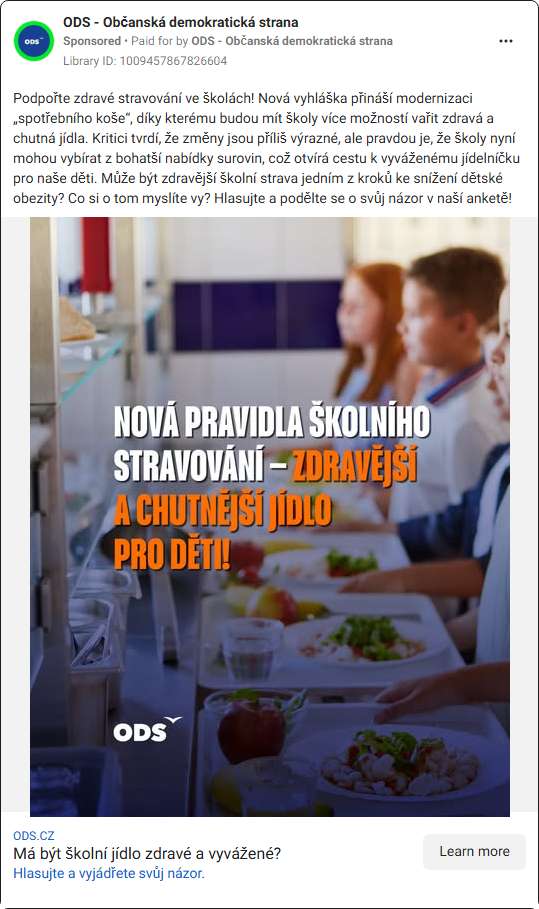 ODS - Občanská demokratická strana
Sponsored • Paid for by ODS - Občanská demokratická strana
Library ID: 1009457867826604
Podpořte zdravé stravování ve školách! Nová vyhláška přináší modernizaci
„spotřebního koše“, díky kterému budou mít školy více možností vařit zdravá a
chutná jídla. Kritici tvrdí, že změny jsou příliš výrazné, ale pravdou je, že školy nyní
mohou vybírat z bohatší nabídky surovin, což otvírá cestu k vyváženému jídelníčku
pro naše děti. Může být zdravější školní strava jedním z kroků ke snížení dětské
obezity? Co si o tom myslíte vy? Hlasujte a podělte se o svůj názor v naší anketě!
NOVÁ PRAVIDLA ŠKOLNÍHO
STRAVOVÁNÍ – ZDRAVĚJŠÍ
A CHUTNĚJŠÍ JÍDLO
PRO DĚTI!
ODS
ODS.CZ
Má být školní jídlo zdravé a vyvážené?
Hlasujte a vyjádřete svůj názor.
Learn more